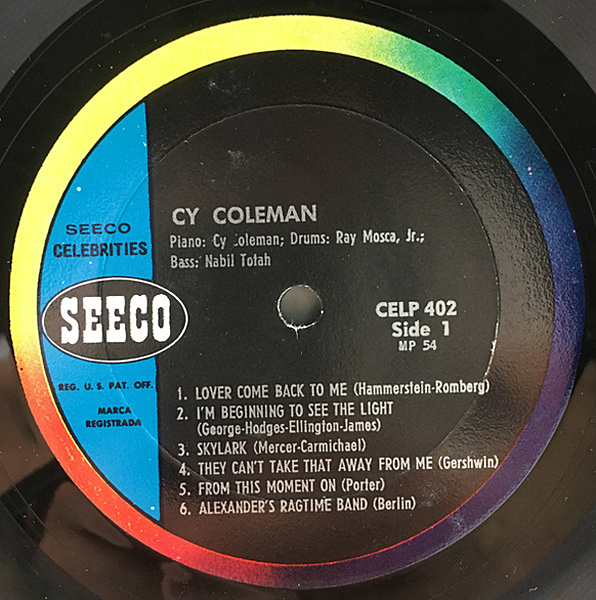 SEECO
CELEBRITIES
SEECO
REG. U. S. PAT. OFF.
MARCA
REGISTRADA
CY COLEMAN
Piano: Cy Coleman; Drums: Ray Mosca, Jr.;
Bass: Nabil Totah
CELP 402
Side 1
MP 54
1. LOVER COME BACK TO ME (Hammerstein-Romberg)
2. I'M BEGINNING TO SEE THE LIGHT
(George-Hodges-Ellington-James)
3. SKYLARK (Mercer-Carmichael)
4. THEY CAN'T TAKE THAT AWAY FROM ME (Gershwin)
5. FROM THIS MOMENT ON (Porter)
6. ALEXANDER'S RAGTIME BAND (Berlin)